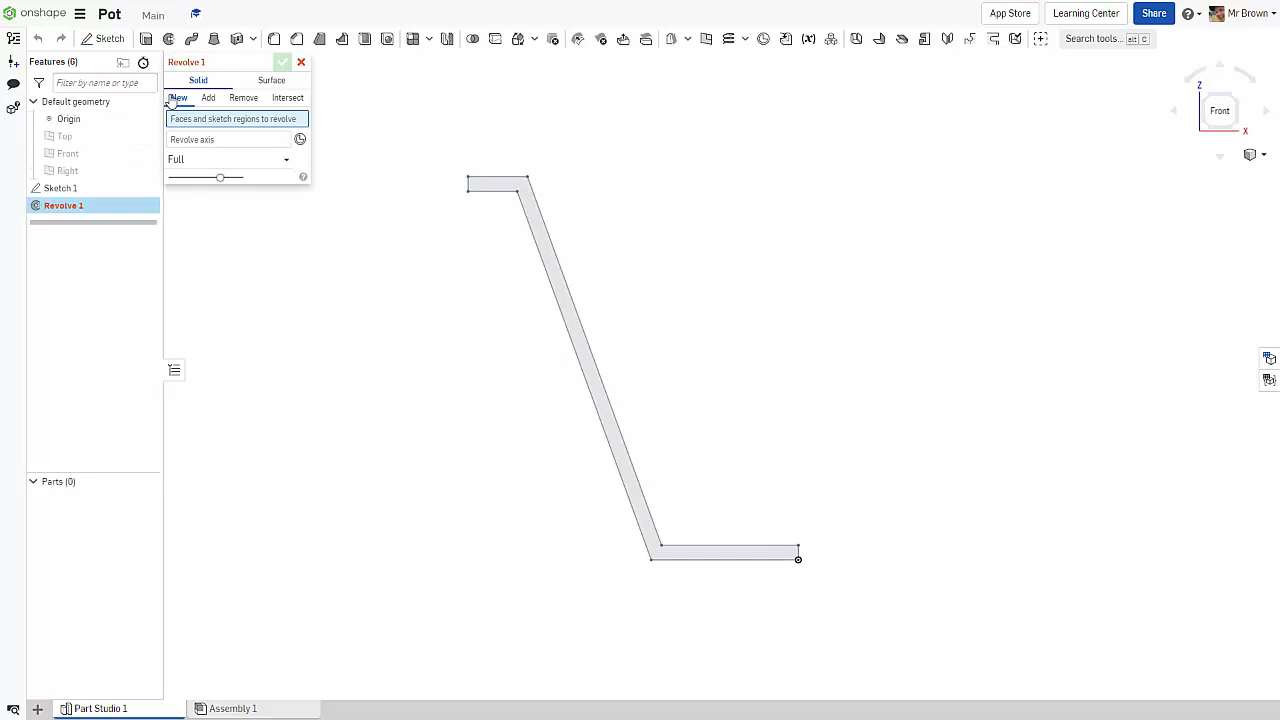 onshape Pot Main App Store Learning Center Share Mr Brown
Sketch Search tools... alt C
Features (6)
Filter by name or type
Default geometry
Origin
Top
Front
Right
Sketch 1
Revolve 1
Parts (0)
Revolve 1
Solid Surface
New Add Remove Intersect
Faces and sketch regions to revolve
Revolve axis
Full
Z
Front
X
Part Studio 1 Assembly 1